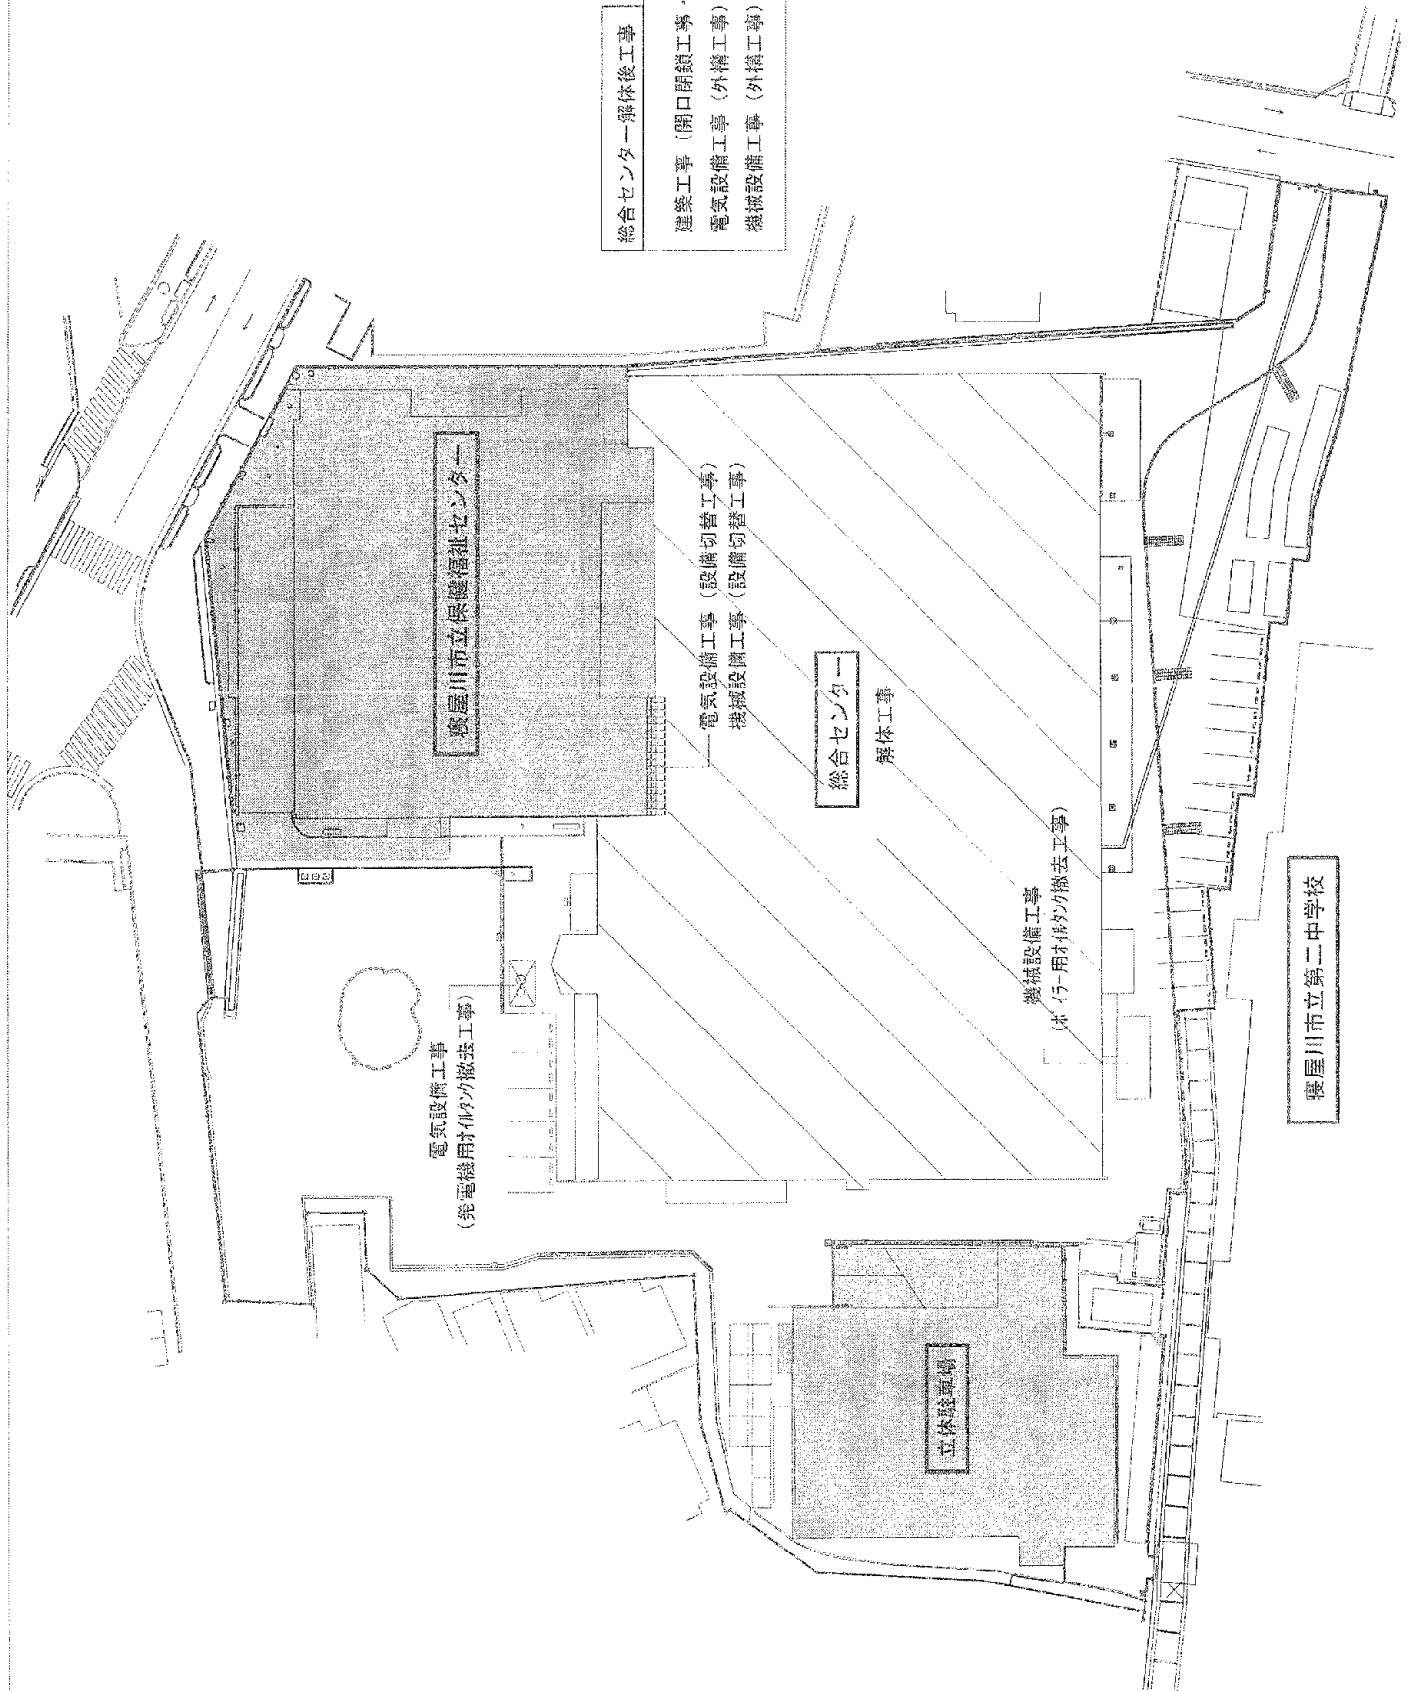 総合センター解体後工事
建築工事（開口閉鎖工事・
電気設備工事（外構工事）
機械設備工事（外構工事）
寝屋川市立保健福祉センター
電気設備工事（設備切替工事）
機械設備工事（設備切替工事）
総合センター
解体工事
電気設備工事
（発電機用オイルタンク撤去工事）
機械設備工事
（ボイラー用オイルタンク撤去工事）
立体駐車場
寝屋川市立第二中学校